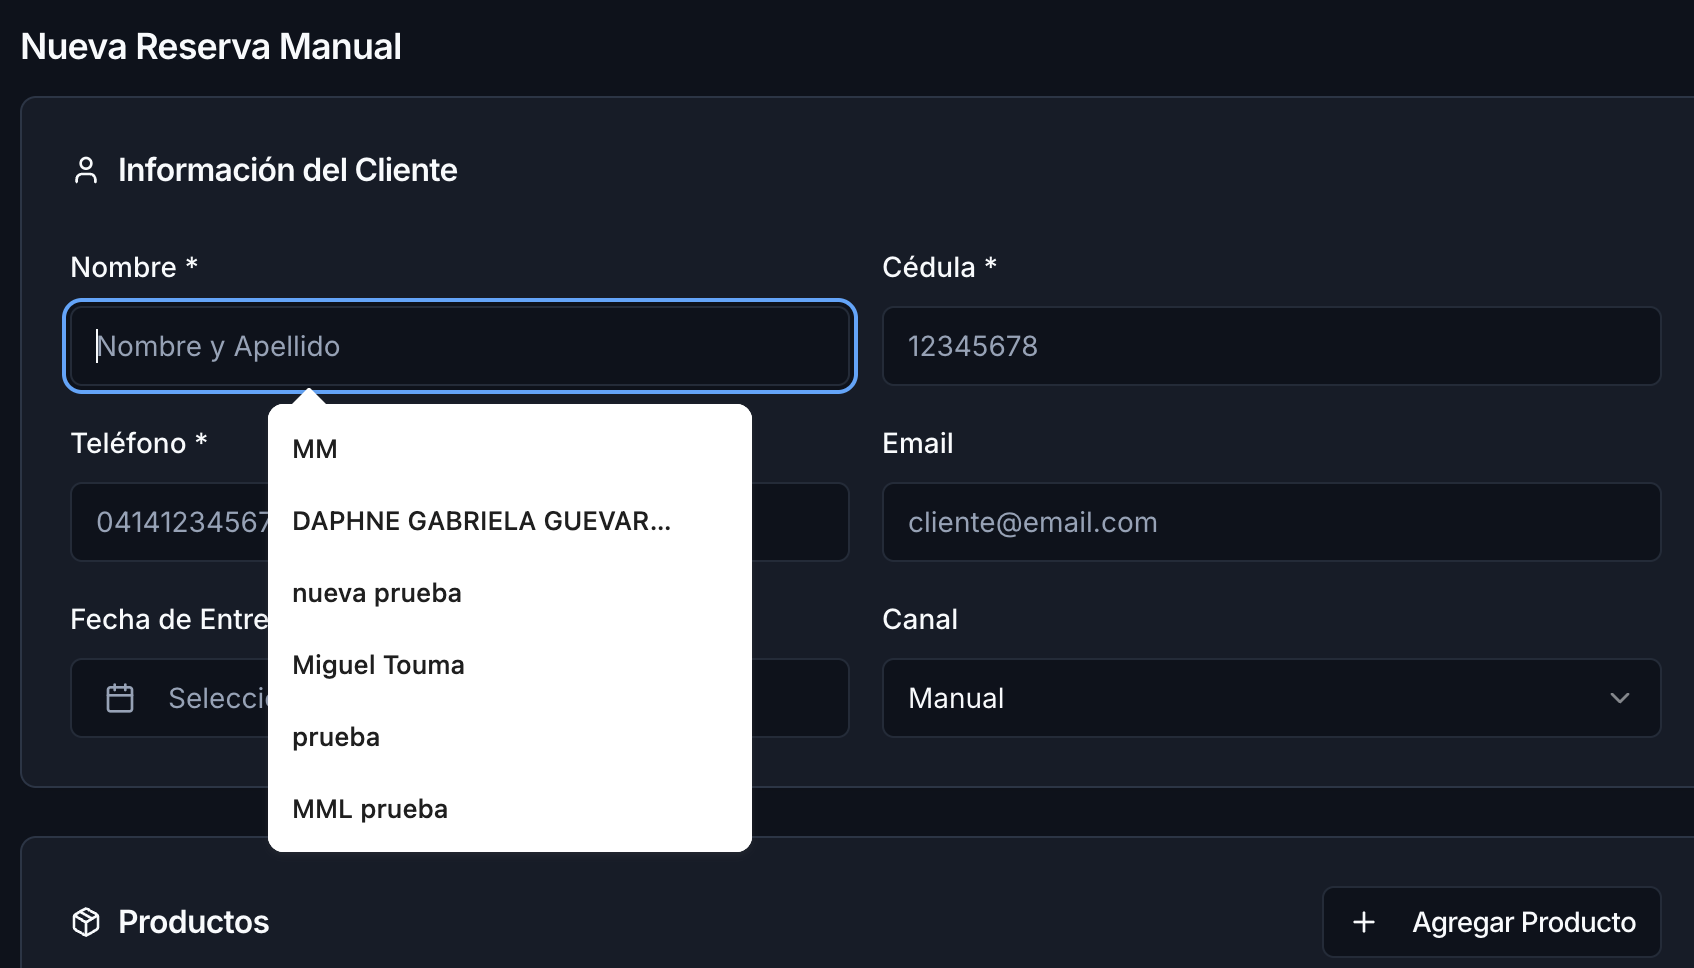 Nueva Reserva Manual
Información del Cliente
Nombre *
Cédula *
Nombre y Apellido
12345678
Teléfono *
Email
04141234567
cliente@email.com
Fecha de Entre
Canal
Selecci
Manual
MM
DAPHNE GABRIELA GUEVAR...
nueva prueba
Miguel Touma
prueba
MML prueba
Productos
Agregar Producto